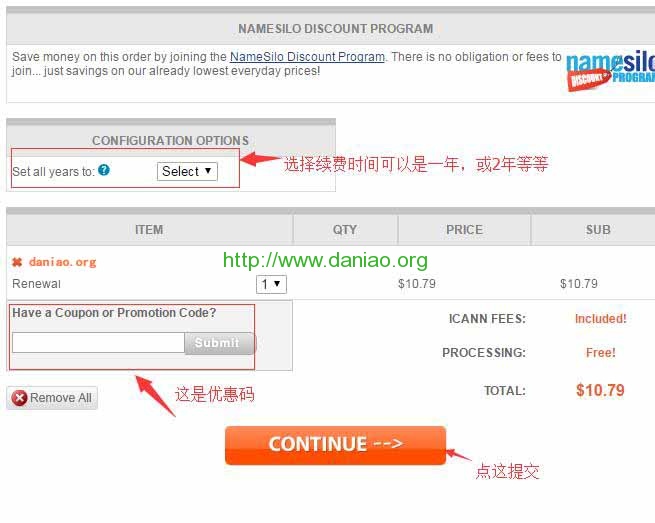 NAMESILO DISCOUNT PROGRAM
Save money on this order by joining the NameSilo Discount Program. There is no obligation or fees to
join... just savings on our already lowest everyday prices!
namesilo
DISCOUNT PROGRAM
CONFIGURATION OPTIONS
Set all years to: ? Select
选择续费时间可以是一年，或2年等等
ITEM QTY PRICE SUB
daniao.org
http://www.daniao.org
Renewal 1 $10.79 $10.79
Have a Coupon or Promotion Code?
Submit
ICANN FEES: Included!
PROCESSING: Free!
TOTAL: $10.79
这是优惠码
Remove All
CONTINUE -->
点这提交